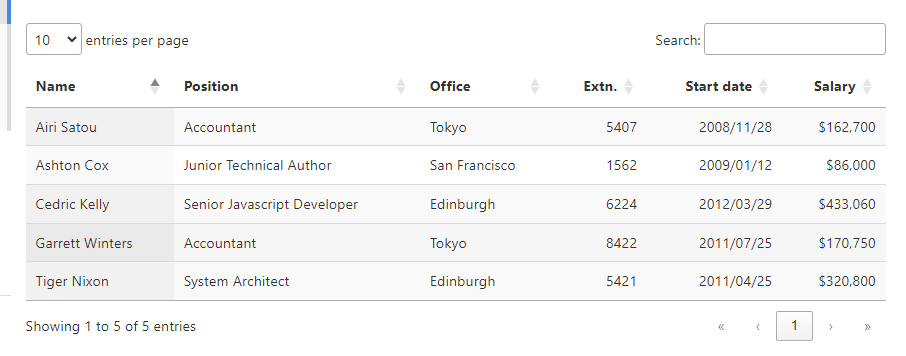 10 entries per page Search:
Name Position Office Extn. Start date Salary
Airi Satou Accountant Tokyo 5407 2008/11/28 $162,700
Ashton Cox Junior Technical Author San Francisco 1562 2009/01/12 $86,000
Cedric Kelly Senior Javascript Developer Edinburgh 6224 2012/03/29 $433,060
Garrett Winters Accountant Tokyo 8422 2011/07/25 $170,750
Tiger Nixon System Architect Edinburgh 5421 2011/04/25 $320,800
Showing 1 to 5 of 5 entries « ‹ 1 › »